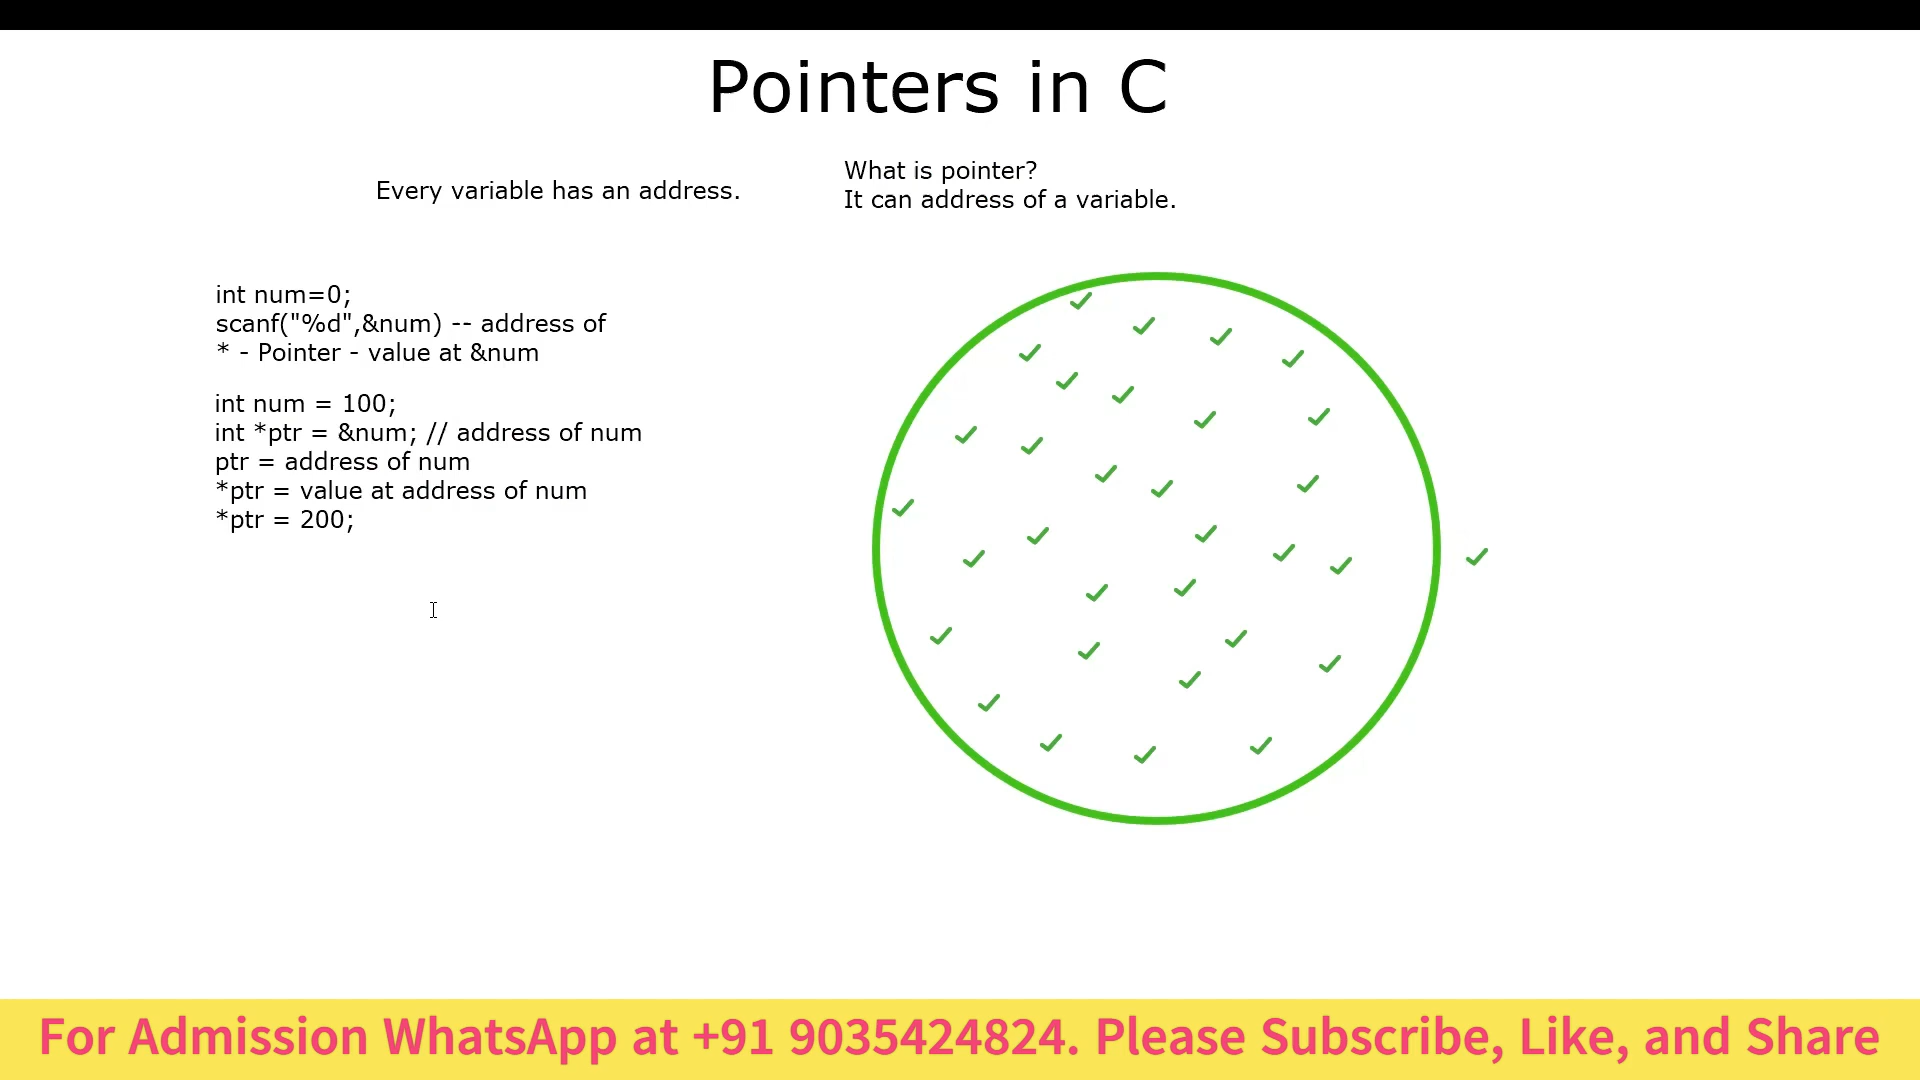 Pointers in C
Every variable has an address.
What is pointer?
It can address of a variable.
int num=0;
scanf("%d",&num) -- address of
* - Pointer - value at &num
int num = 100;
int *ptr = &num; // address of num
ptr = address of num
*ptr = value at address of num
*ptr = 200;
For Admission WhatsApp at +91 9035424824. Please Subscribe, Like, and Share